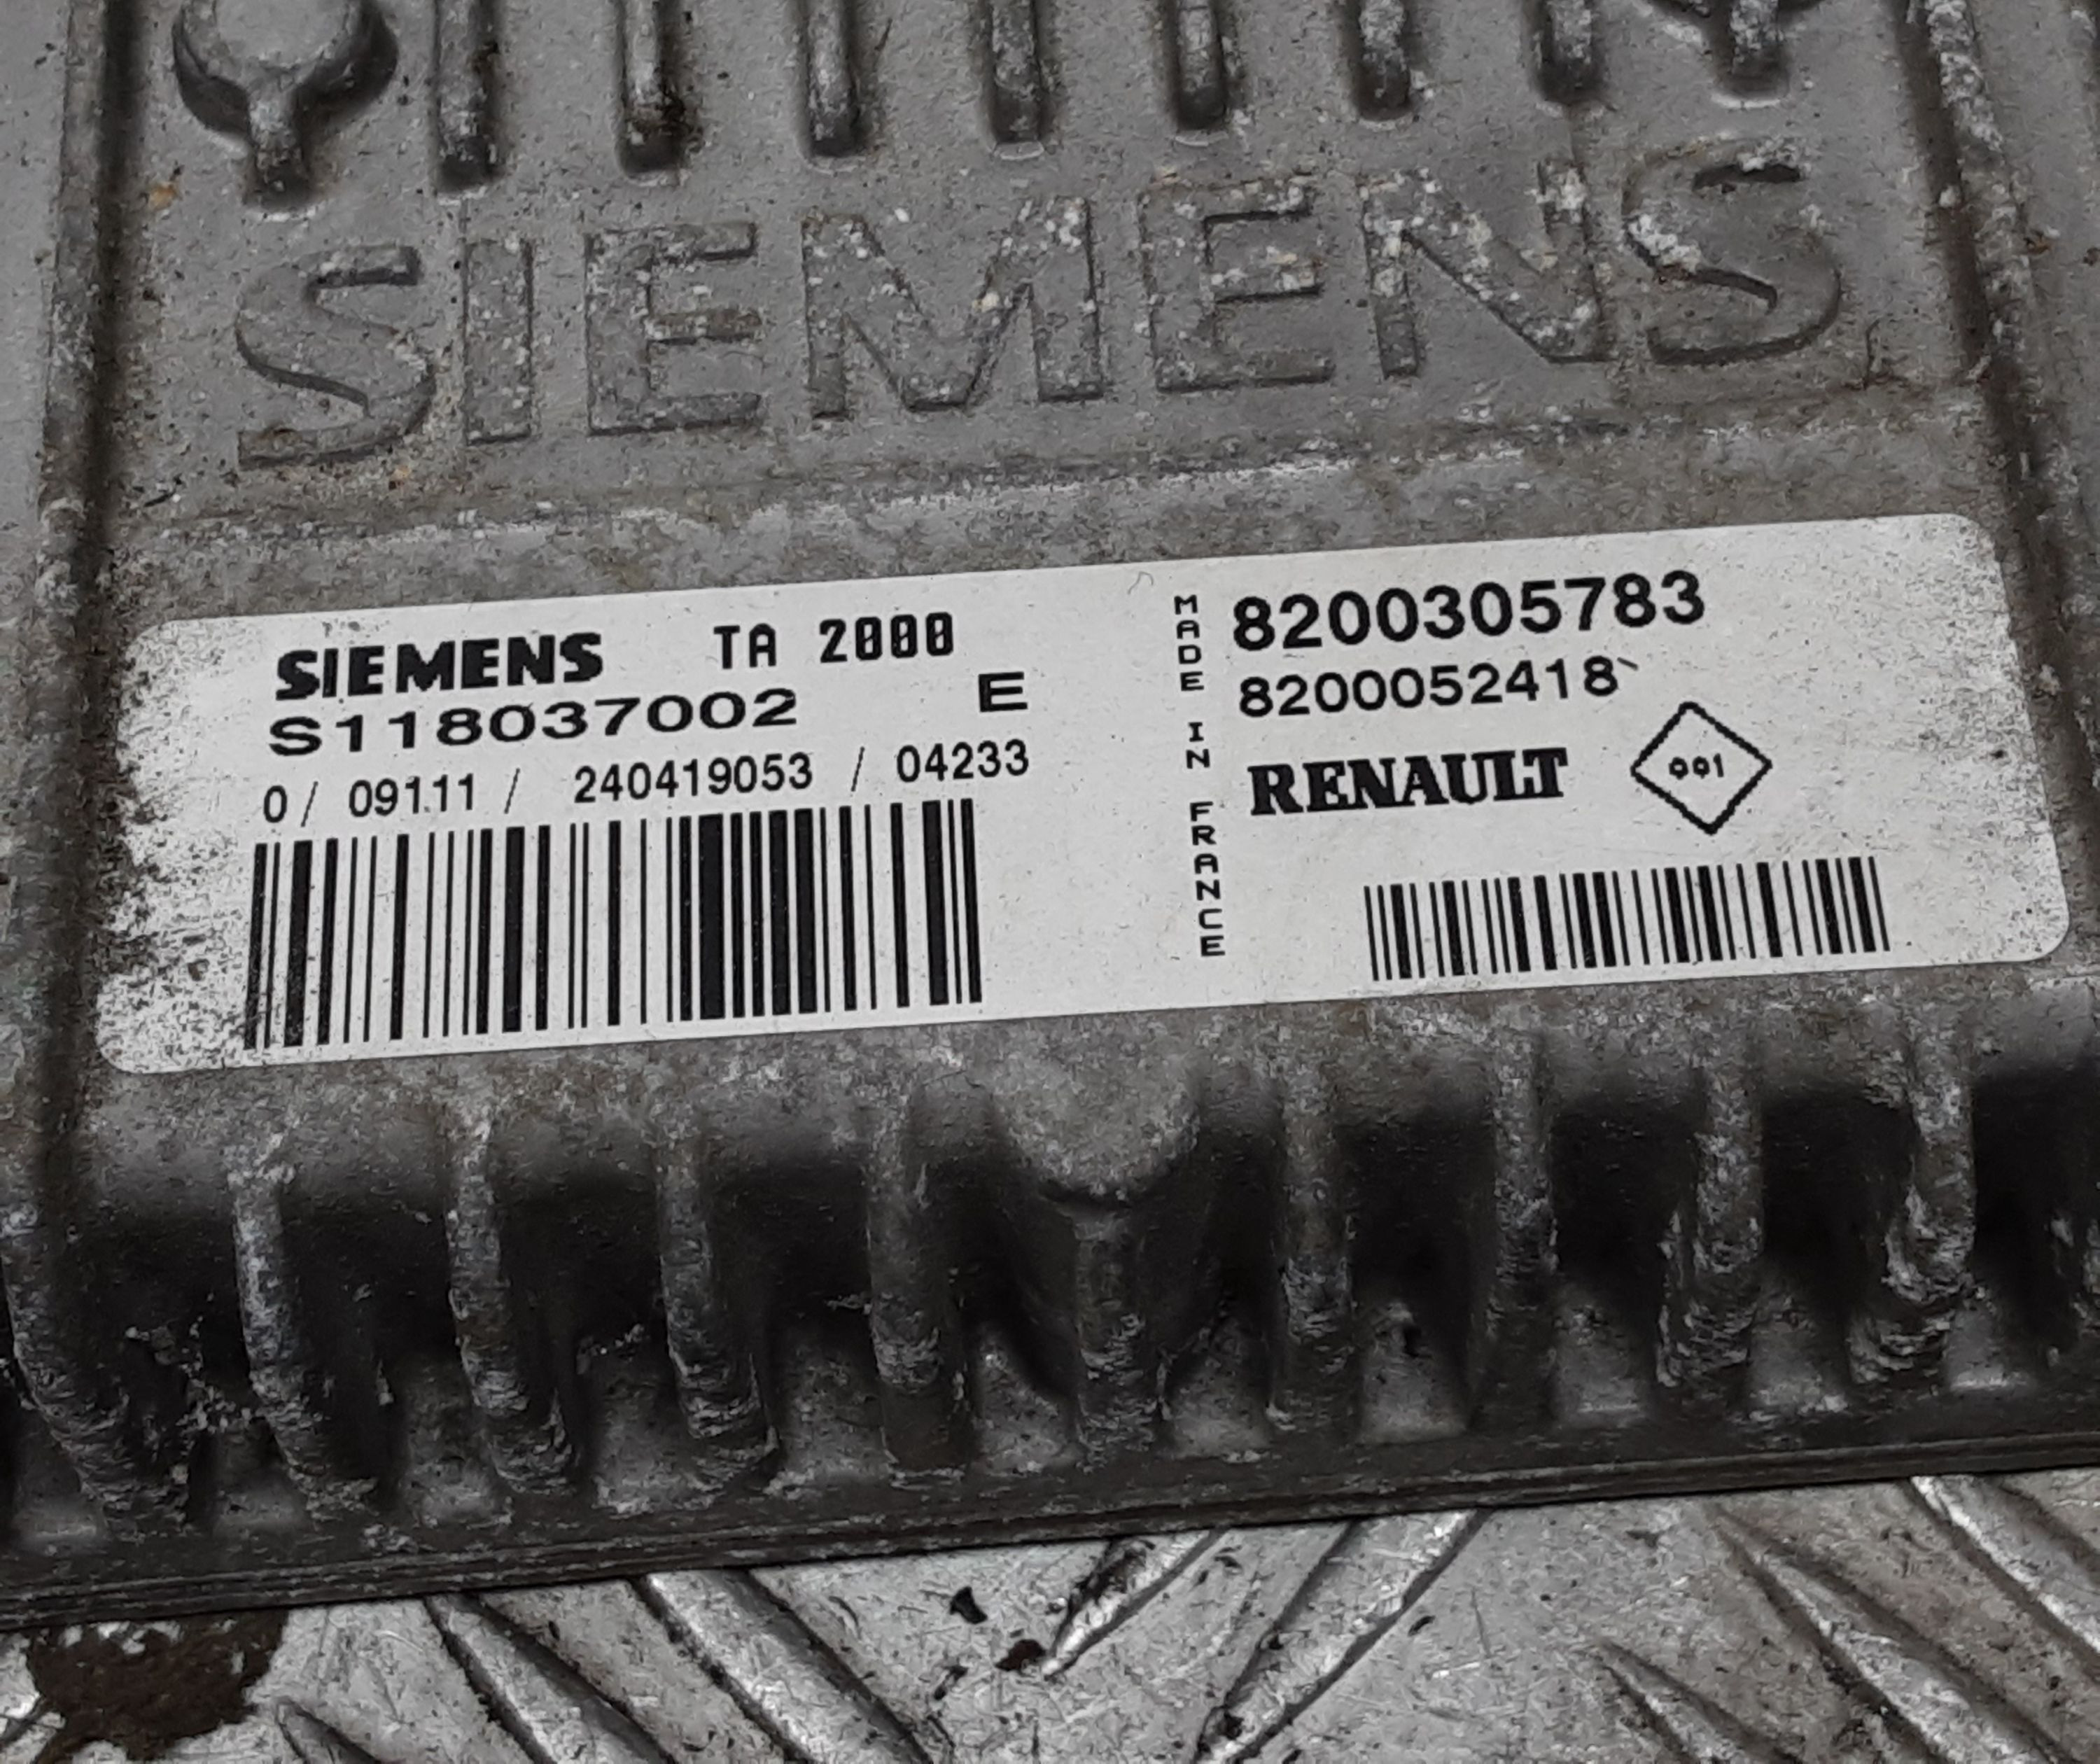 SIEMENS
SIEMENS TA 2000
S118037002 E
0/ 09111 / 240419053 / 04233
MADE IN FRANCE
8200305783
8200052418
RENAULT 001